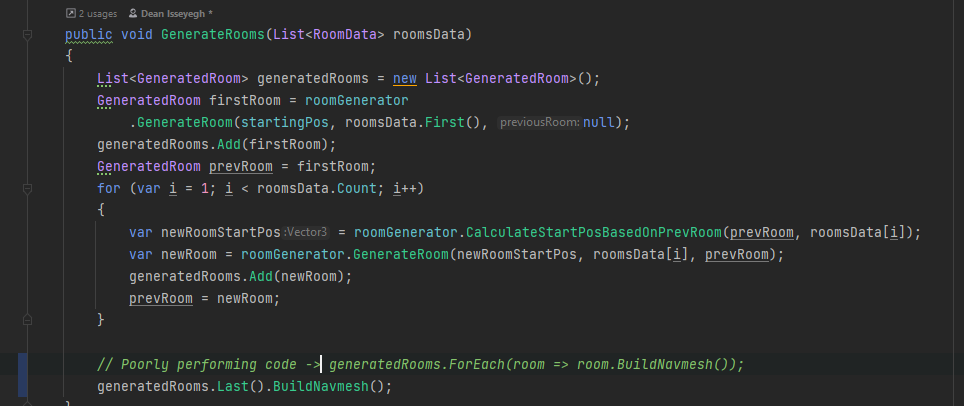 2 usages Dean Isseyegh *
public void GenerateRooms(List<RoomData> roomsData)
{
List<GeneratedRoom> generatedRooms = new List<GeneratedRoom>();
GeneratedRoom firstRoom = roomGenerator
.GenerateRoom(startingPos, roomsData.First(), previousRoom: null);
generatedRooms.Add(firstRoom);
GeneratedRoom prevRoom = firstRoom;
for (var i = 1; i < roomsData.Count; i++)
{
var newRoomStartPos :Vector3 = roomGenerator.CalculateStartPosBasedOnPrevRoom(prevRoom, roomsData[i]);
var newRoom = roomGenerator.GenerateRoom(newRoomStartPos, roomsData[i], prevRoom);
generatedRooms.Add(newRoom);
prevRoom = newRoom;
}
// Poorly performing code -> generatedRooms.ForEach(room => room.BuildNavmesh());
generatedRooms.Last().BuildNavmesh();
}